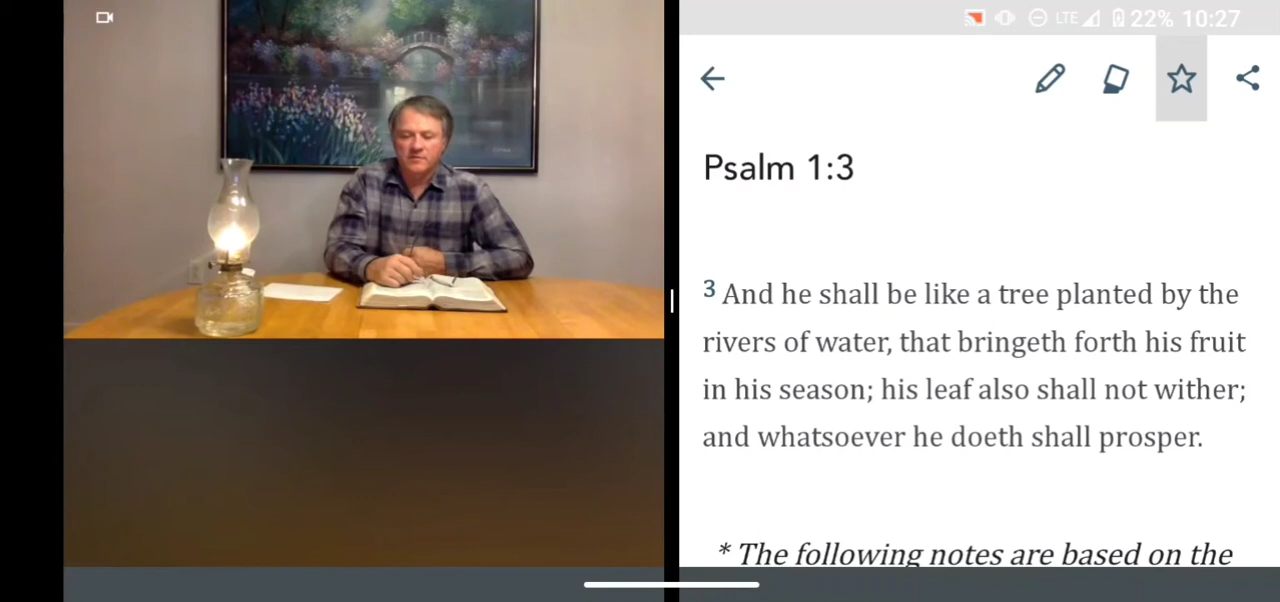 LTE 22% 10:27
Psalm 1:3
3 And he shall be like a tree planted by the
rivers of water, that bringeth forth his fruit
in his season; his leaf also shall not wither;
and whatsoever he doeth shall prosper.
* The following notes are based on the